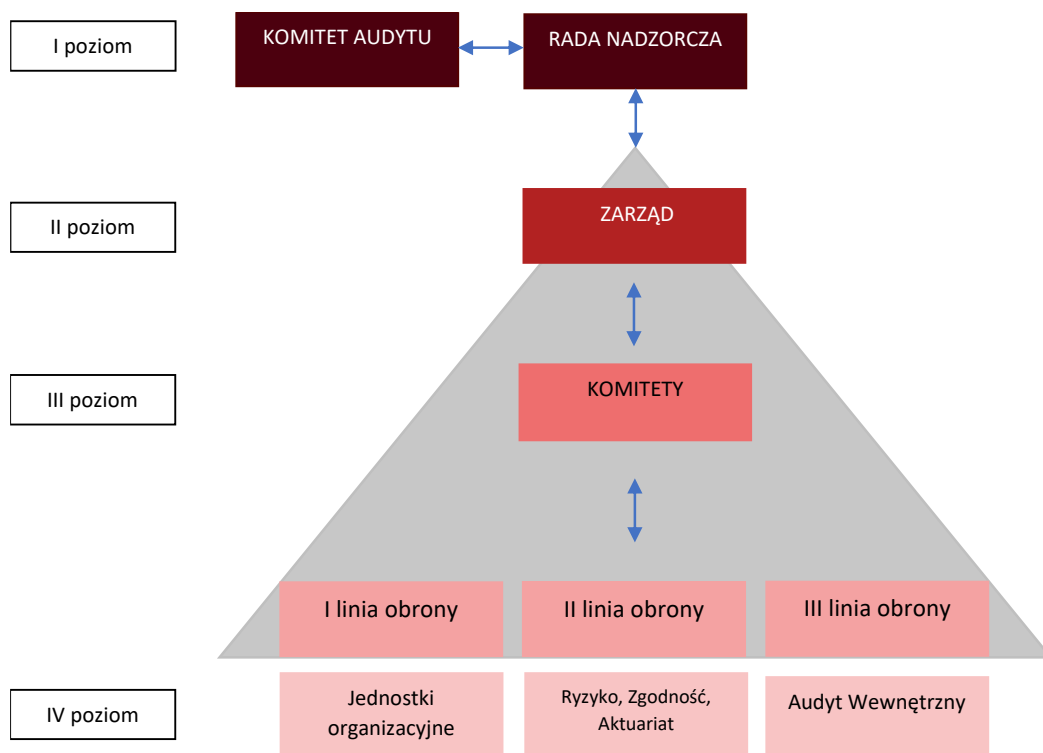 I poziom
KOMITET AUDYTU
RADA NADZORCZA
II poziom
ZARZĄD
III poziom
KOMITETY
I linia obrony
II linia obrony
III linia obrony
IV poziom
Jednostki
organizacyjne
Ryzyko, Zgodność,
Aktuariat
Audyt Wewnętrzny